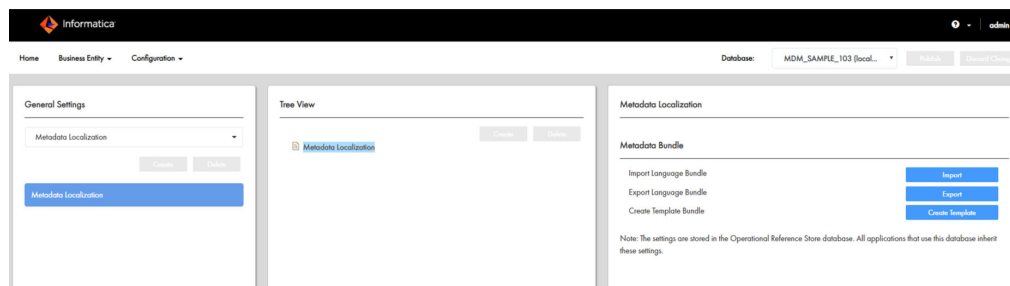 Informatica
admin
Home Business Entity Configuration
Database: MDM_SAMPLE_103 (local... Publish Discard Chang
General Settings
Metadata Localization
Create Delete
Metadata Localization
Tree View
Create Delete
Metadata Localization
Metadata Localization
Metadata Bundle
Import Language Bundle Import
Export Language Bundle Export
Create Template Bundle Create Template
Note: The settings are stored in the Operational Reference Store database. All applications that use this database inherit
these settings.